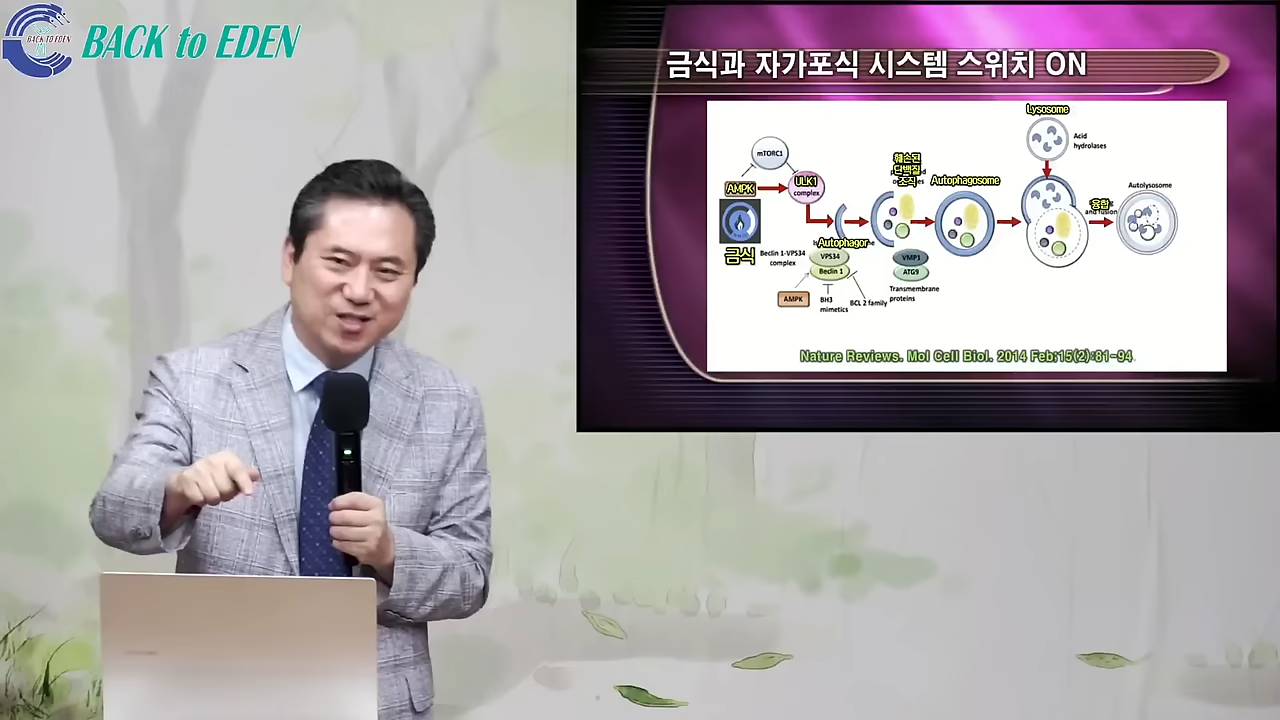 BACK TO EDEN
BACK to EDEN
금식과 자가포식 시스템 스위치 ON
Lysosome
Acid
hydrolases
mTORC1
훼손된
단백질
조직
AMPK
ULK1
complex
Autophagosome
Autolysosome
융합
and fusion
금식
Autophagor
Beclin 1-VPS34
complex
VPS34
Beclin 1
VMP1
ATG9
AMPK
BH3
mimetics
BCL 2 family
Transmembrane
proteins
Nature Reviews. Mol Cell Biol. 2014 Feb;15(2):81-94